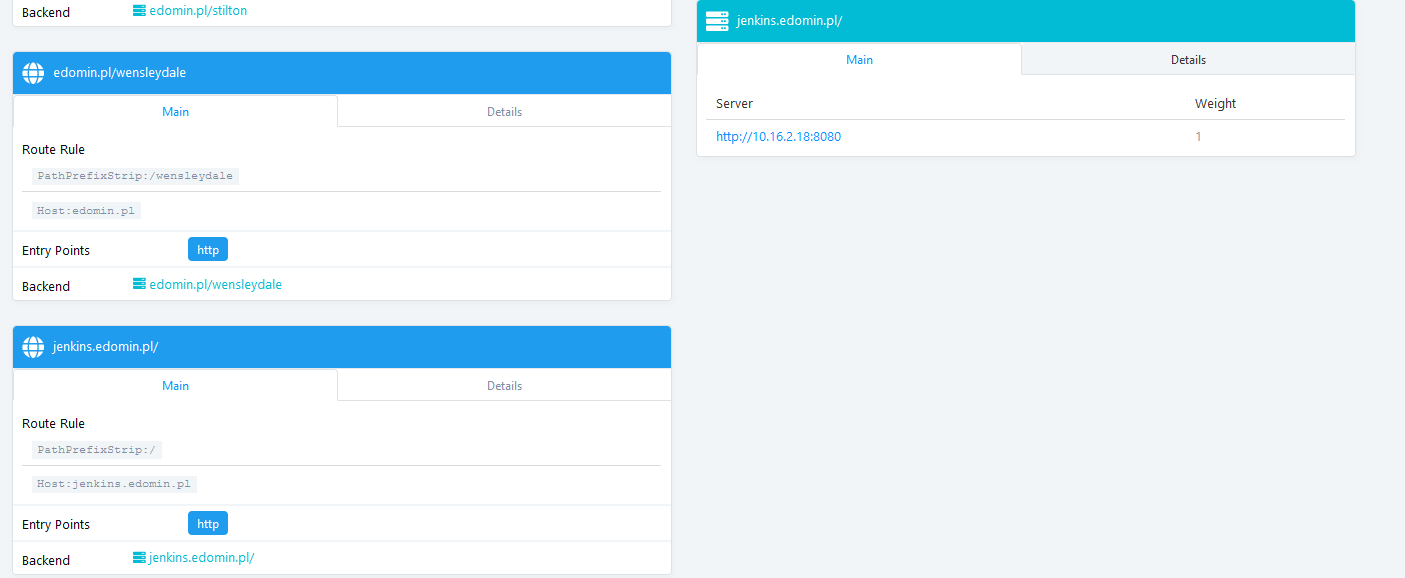 Backend edomin.pl/stilton
edomin.pl/wensleydale
Main Details
Route Rule
PathPrefixStrip:/wensleydale
Host:edomin.pl
Entry Points http
Backend edomin.pl/wensleydale
jenkins.edomin.pl/
Main Details
Route Rule
PathPrefixStrip:/
Host:jenkins.edomin.pl
Entry Points http
Backend jenkins.edomin.pl/
jenkins.edomin.pl/
Main Details
Server Weight
http://10.16.2.18:8080 1